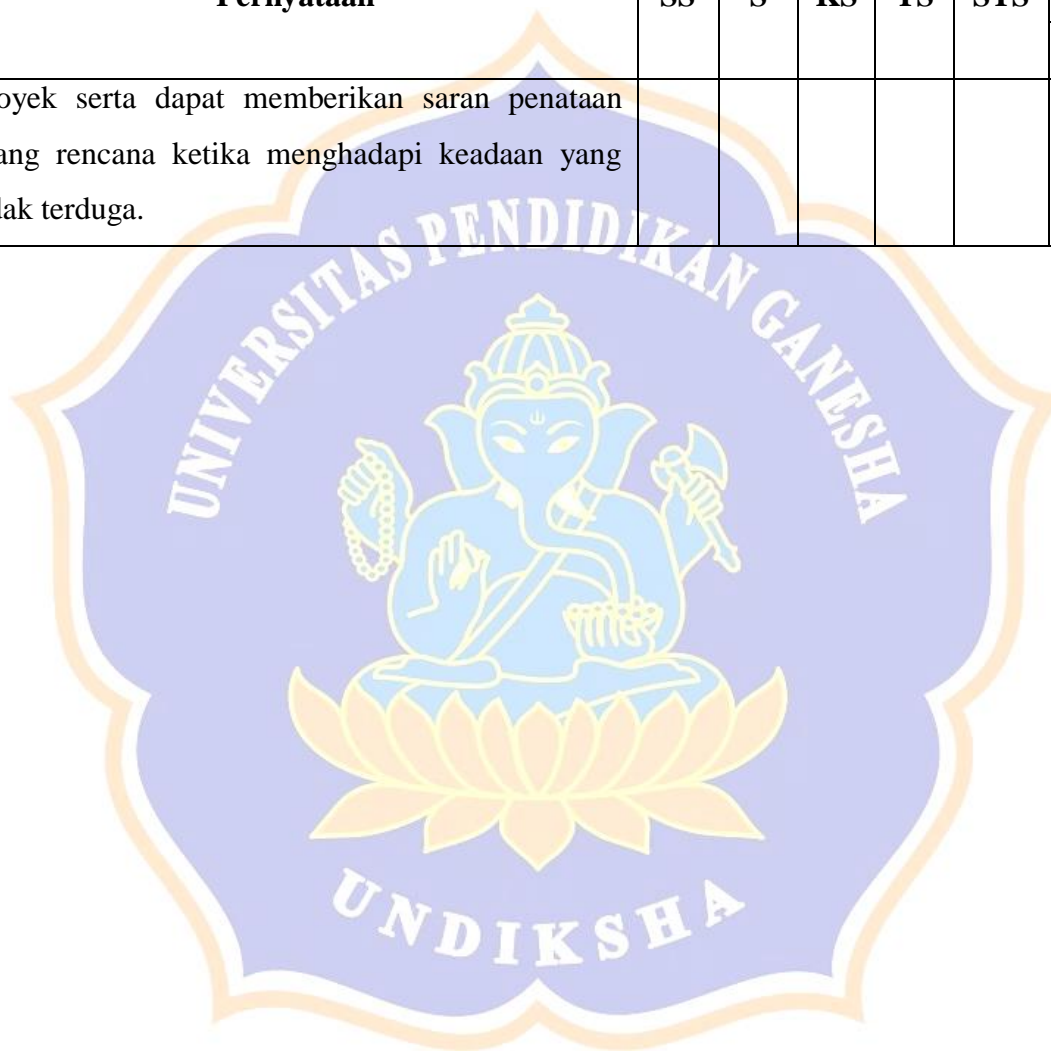 Pernyataan SS S KS TS STS
oyek serta dapat memberikan saran penataan
ang rencana ketika menghadapi keadaan yang
lak terduga.
UNIVERSITAS PENDIDIKAN GANESHA
UNDIKSHA